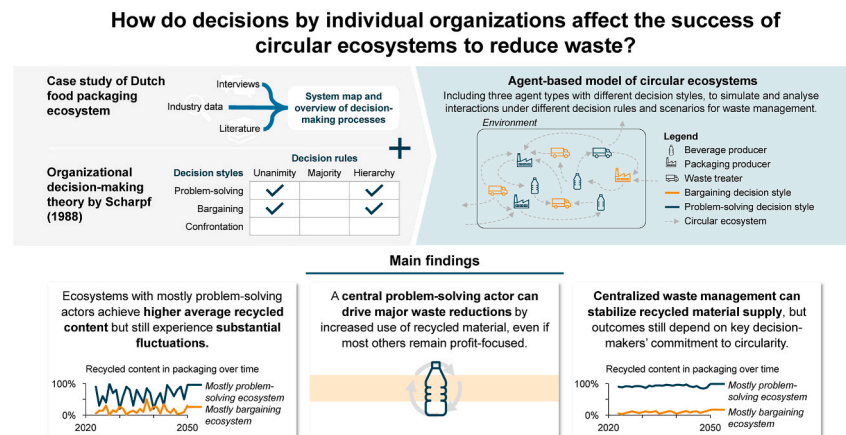 How do decisions by individual organizations affect the success of
circular ecosystems to reduce waste?
Case study of Dutch
food packaging
ecosystem
Interviews
Industry data
Literature
System map and
overview of decision-
making processes
+
Organizational
decision-making
theory by Scharpf
(1988)
Decision rules
Decision styles Unanimity Majority Hierarchy
Problem-solving ✓ ✓
Bargaining ✓ ✓
Confrontation
Agent-based model of circular ecosystems
Including three agent types with different decision styles, to simulate and analyse
interactions under different decision rules and scenarios for waste management.
Environment
Legend
Beverage producer
Packaging producer
Waste treater
Bargaining decision style
Problem-solving decision style
Circular ecosystem
Main findings
Ecosystems with mostly problem-solving
actors achieve higher average recycled
content but still experience substantial
fluctuations.
Recycled content in packaging over time
100%
0%
2020 2050
Mostly problem-
solving ecosystem
Mostly bargaining
ecosystem
A central problem-solving actor can
drive major waste reductions by
increased use of recycled material, even if
most others remain profit-focused.
Centralized waste management can
stabilize recycled material supply, but
outcomes still depend on key decision-
makers' commitment to circularity.
Recycled content in packaging over time
100%
0%
2020 2050
Mostly problem-
solving ecosystem
Mostly bargaining
ecosystem